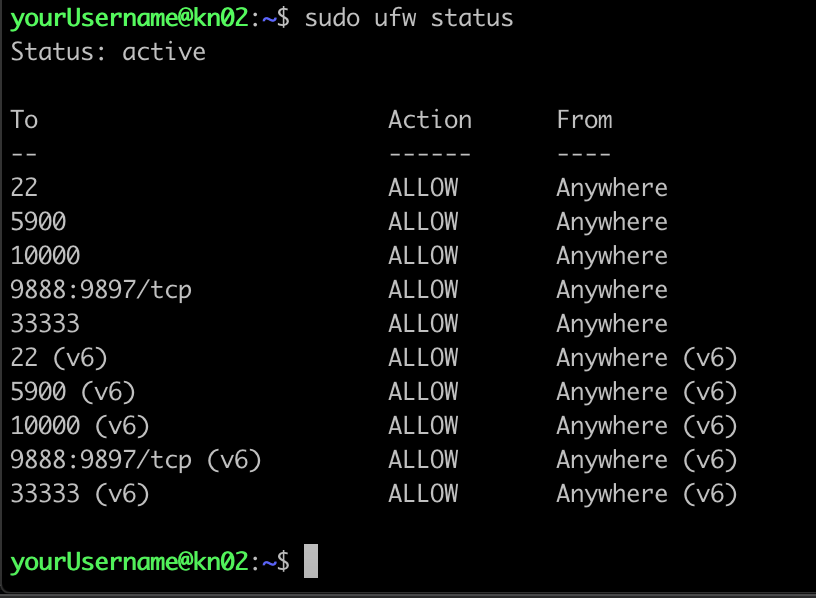 yourUsername@kn02:~$ sudo ufw status
Status: active
To Action From
-- ------ ----
22 ALLOW Anywhere
5900 ALLOW Anywhere
10000 ALLOW Anywhere
9888:9897/tcp ALLOW Anywhere
33333 ALLOW Anywhere
22 (v6) ALLOW Anywhere (v6)
5900 (v6) ALLOW Anywhere (v6)
10000 (v6) ALLOW Anywhere (v6)
9888:9897/tcp (v6) ALLOW Anywhere (v6)
33333 (v6) ALLOW Anywhere (v6)
yourUsername@kn02:~$